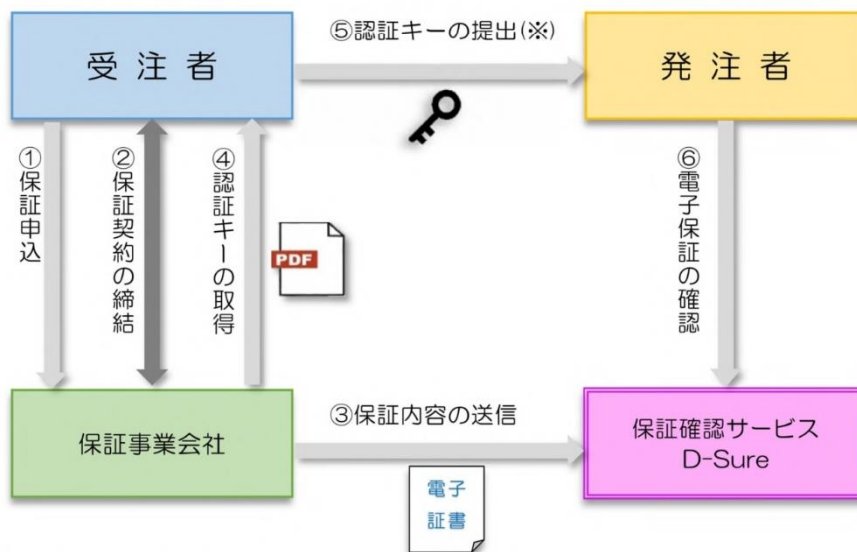 受注者
⑤認証キーの提出(※)
発注者
①保証申込
②保証契約の締結
④認証キーの取得
PDF
⑥電子保証の確認
保証事業会社
③保証内容の送信
電子
証書
保証確認サービス
D-Sure